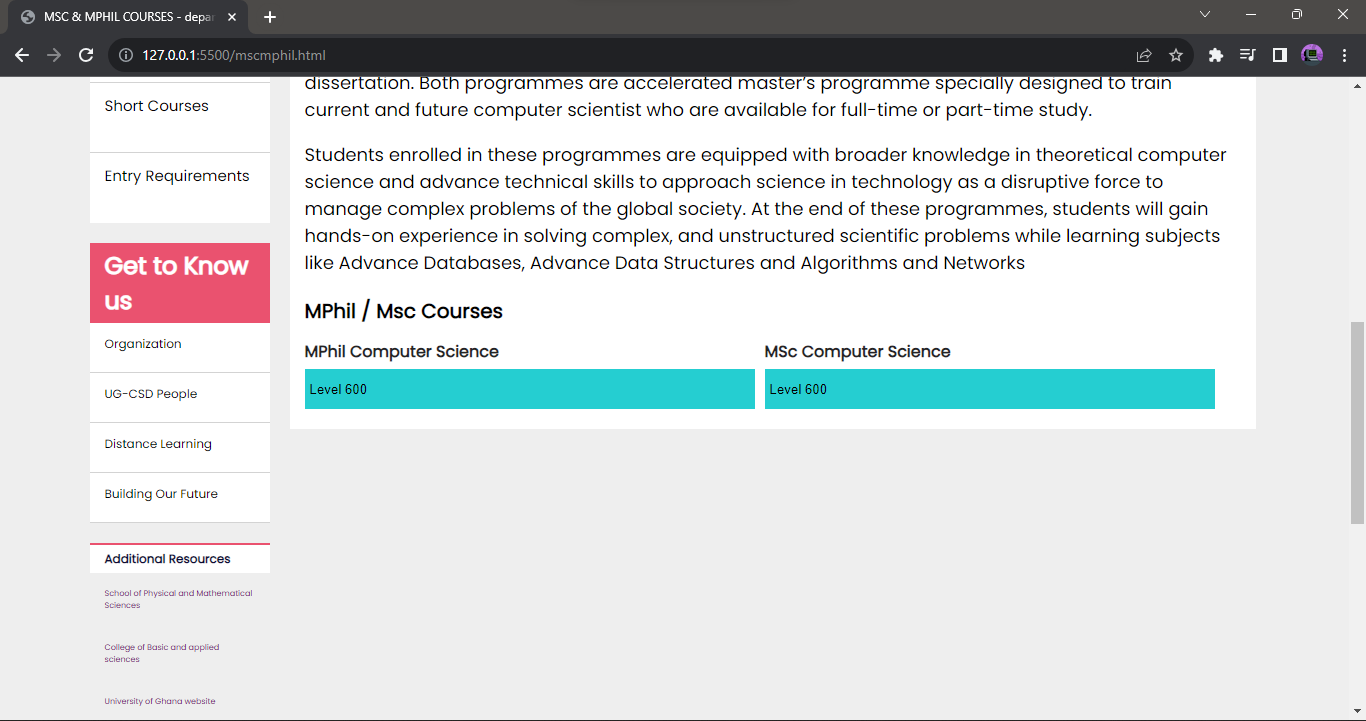 MSC & MPHIL COURSES - depar
127.0.0.1:5500/mscmphil.html
Short Courses
Entry Requirements
Get to Know
us
Organization
UG-CSD People
Distance Learning
Building Our Future
Additional Resources
School of Physical and Mathematical
Sciences
College of Basic and applied
sciences
University of Ghana website
dissertation. Both programmes are accelerated master’s programme specially designed to train
current and future computer scientist who are available for full-time or part-time study.
Students enrolled in these programmes are equipped with broader knowledge in theoretical computer
science and advance technical skills to approach science in technology as a disruptive force to
manage complex problems of the global society. At the end of these programmes, students will gain
hands-on experience in solving complex, and unstructured scientific problems while learning subjects
like Advance Databases, Advance Data Structures and Algorithms and Networks
MPhil / Msc Courses
MPhil Computer Science
Level 600
MSc Computer Science
Level 600